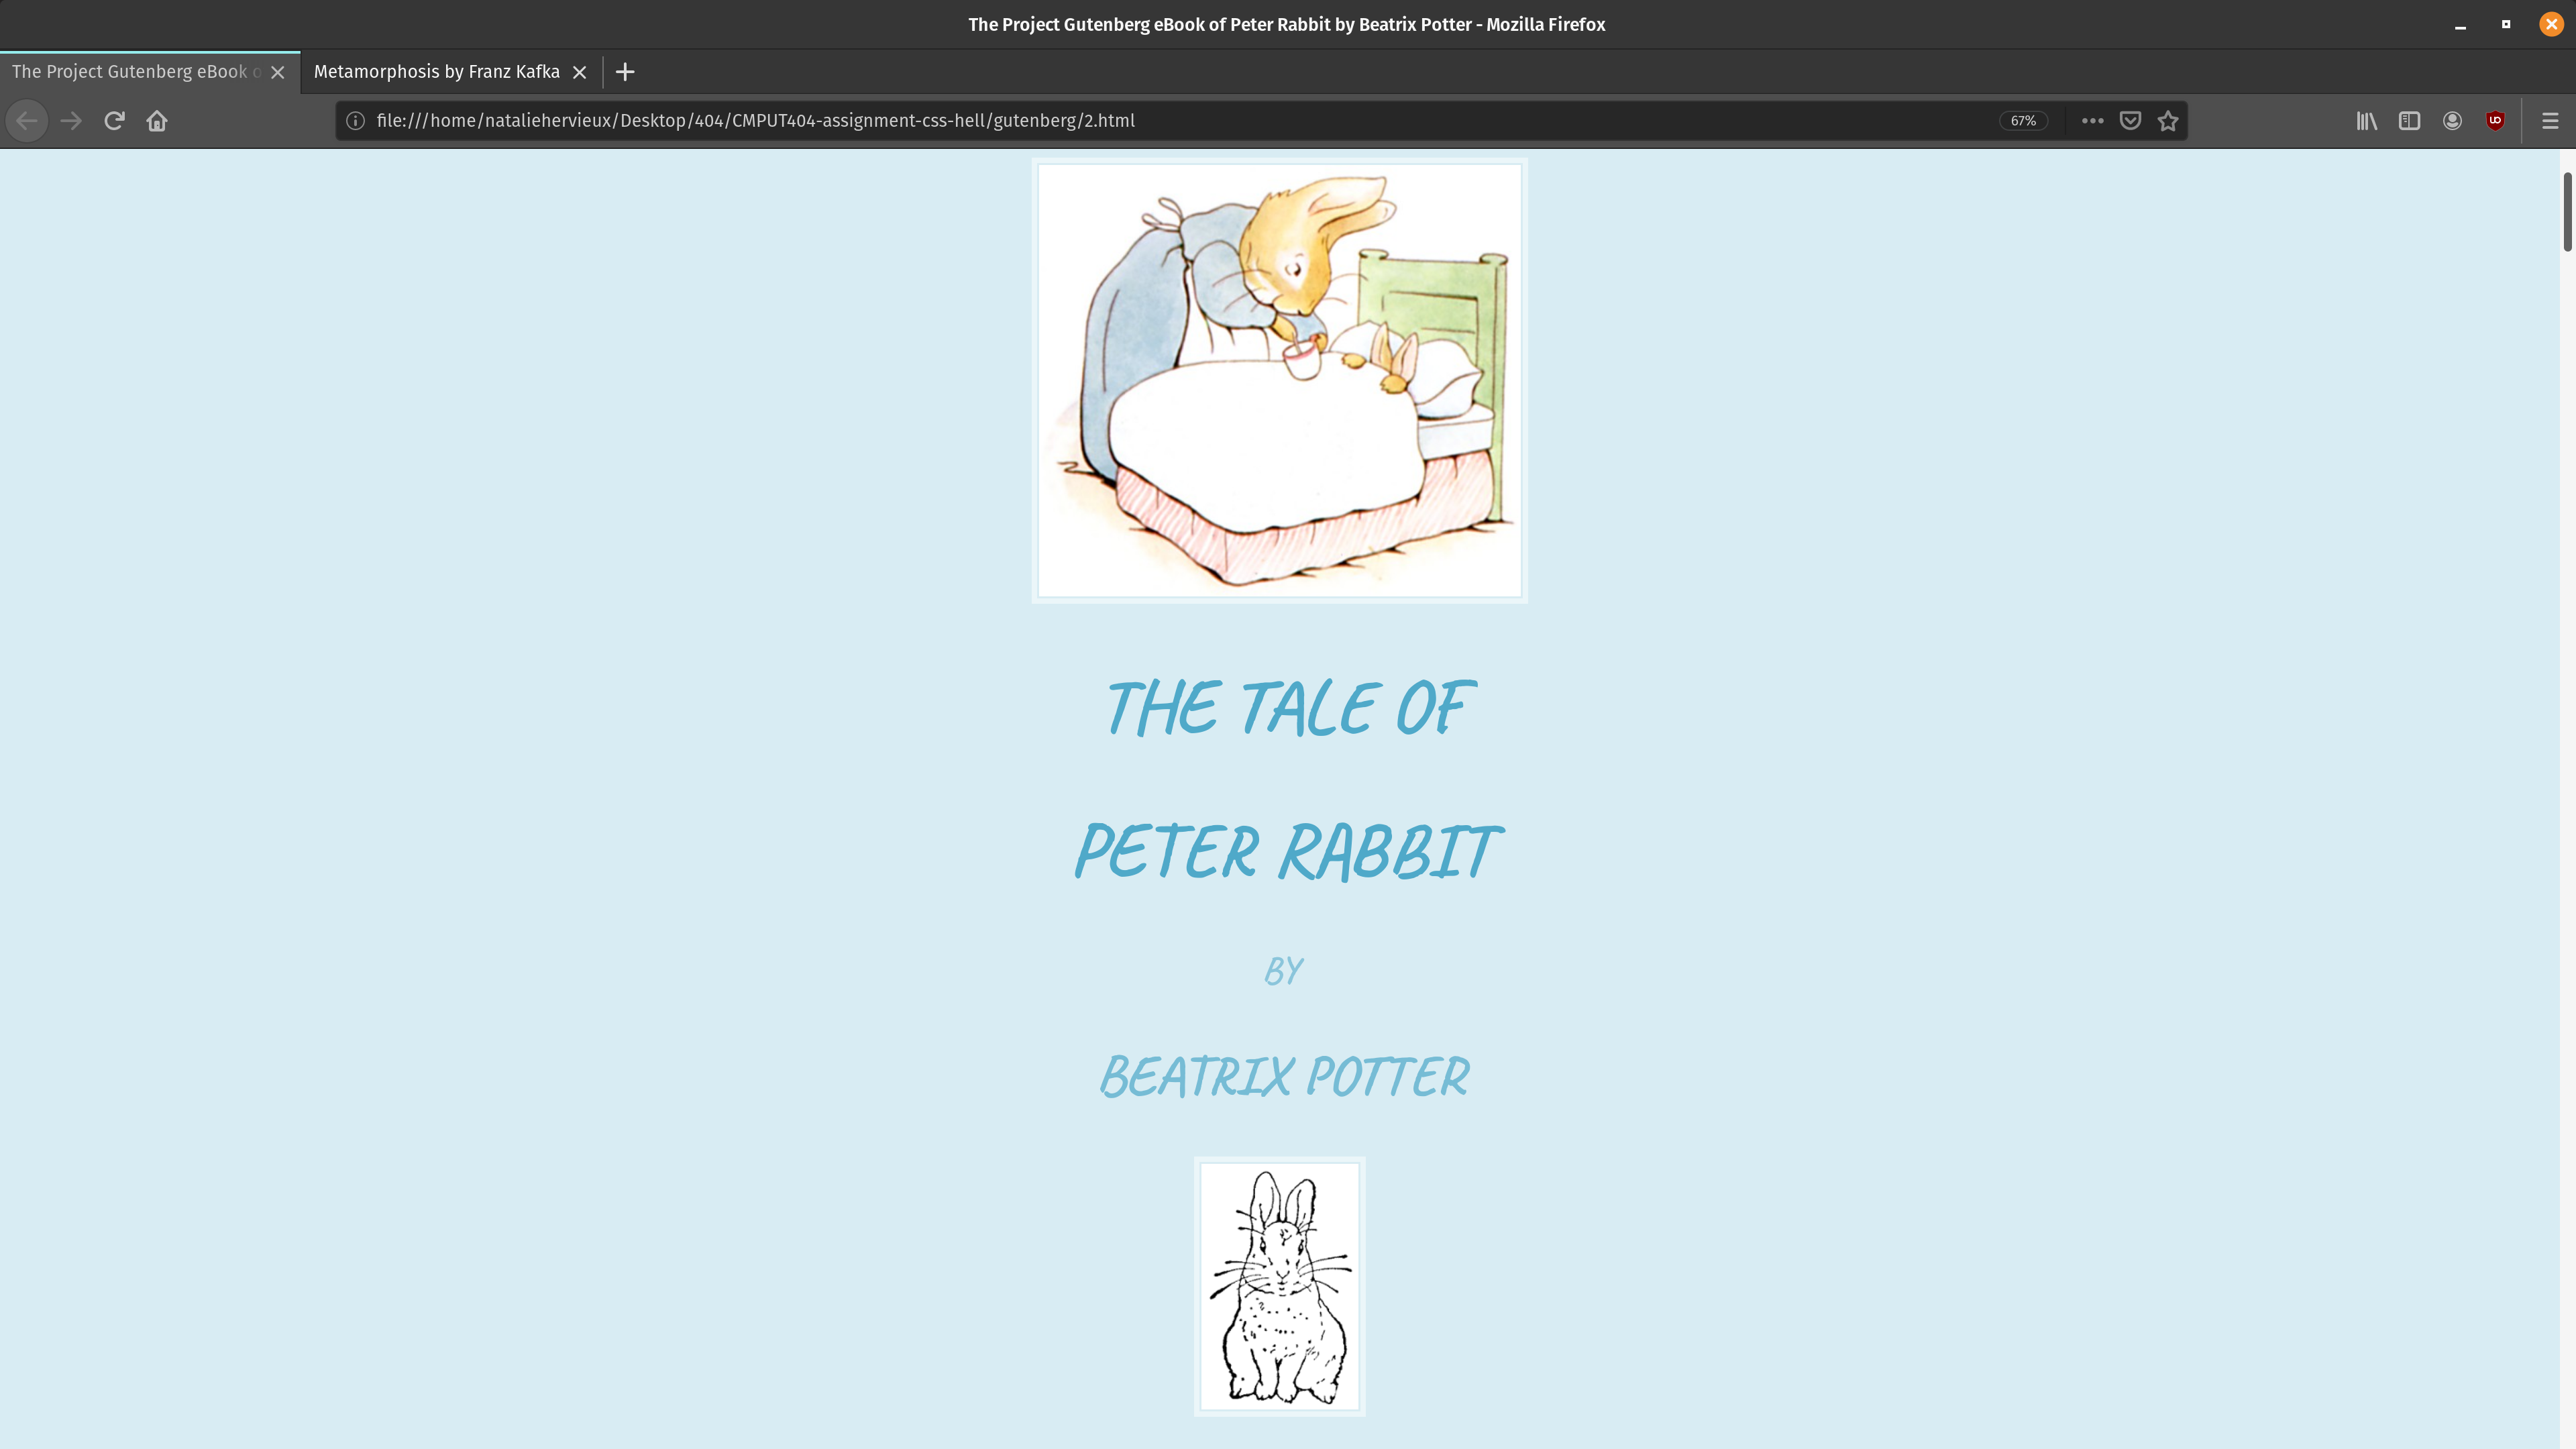 The Project Gutenberg eBook of Peter Rabbit by Beatrix Potter - Mozilla Firefox
The Project Gutenberg eBook o
Metamorphosis by Franz Kafka
file:///home/nataliehervieux/Desktop/404/CMPUT404-assignment-css-hell/gutenberg/2.html
67%
THE TALE OF
PETER RABBIT
BY
BEATRIX POTTER